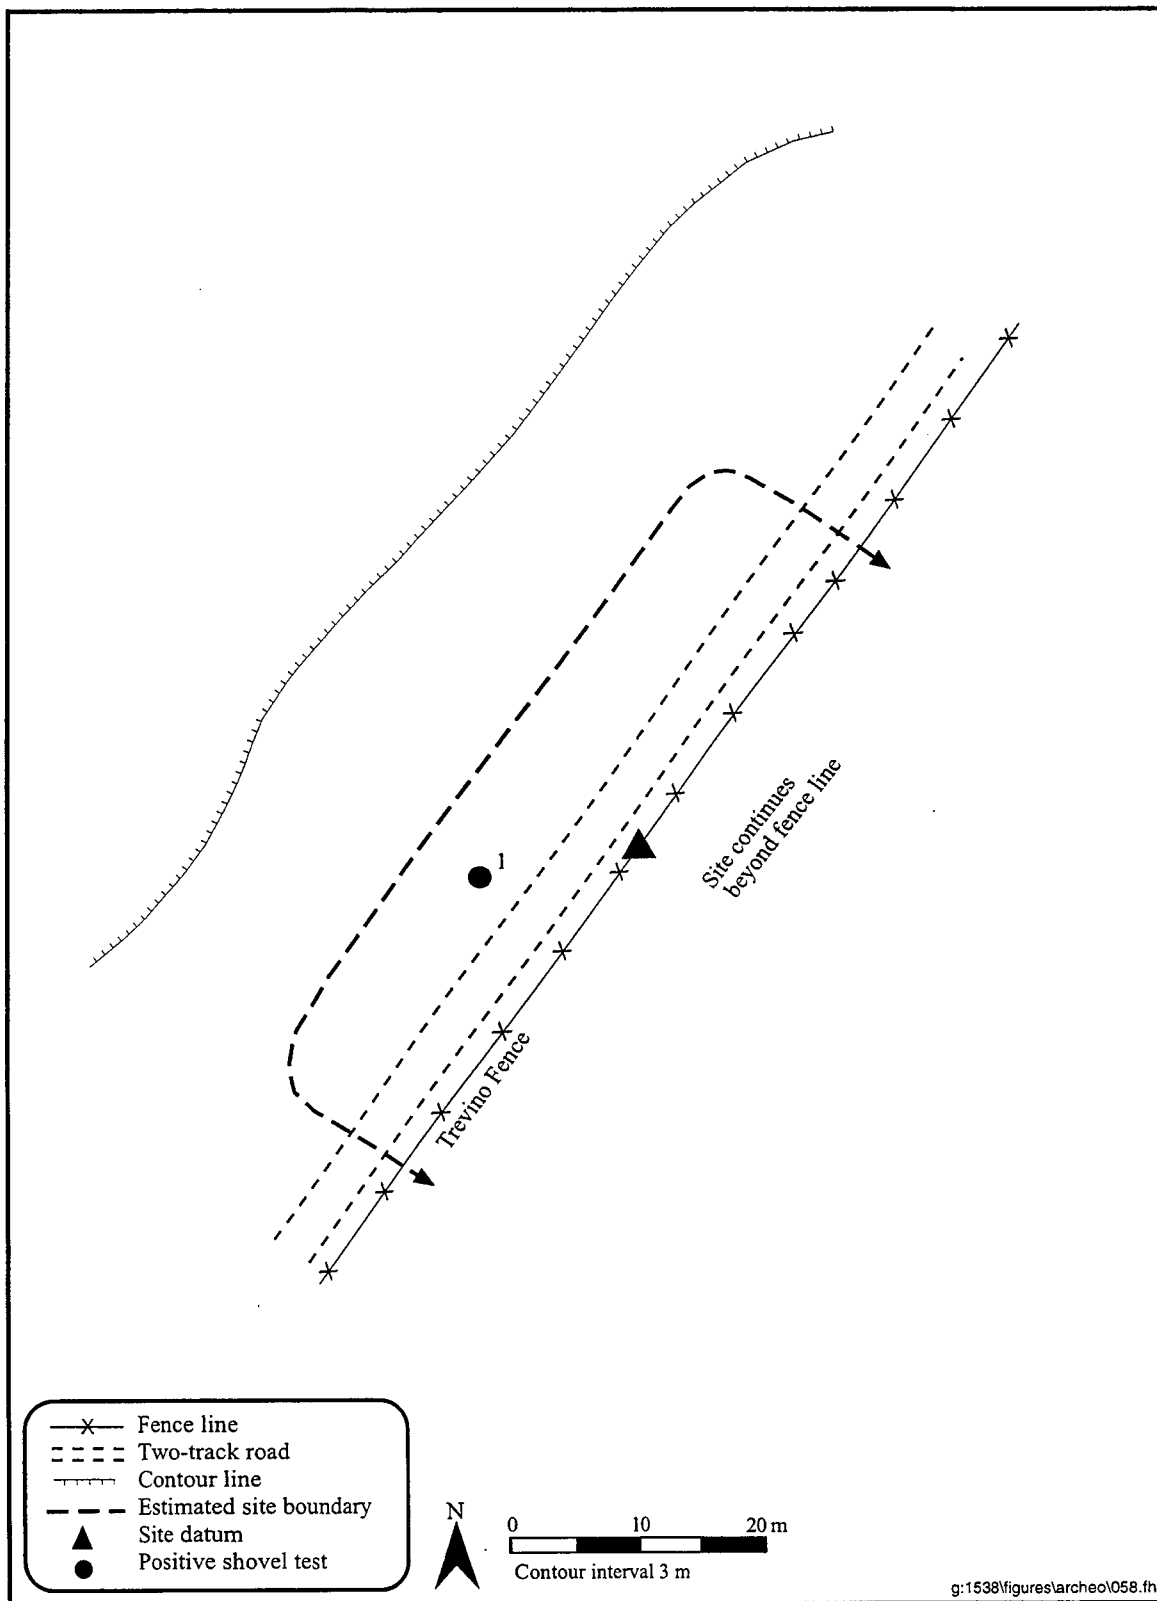 Site continues
beyond fence line
1
Trevino Fence
Fence line
Two-track road
Contour line
Estimated site boundary
Site datum
Positive shovel test
N
0 10 20 m
Contour interval 3 m
g:1538\figures\archeo\058.fh